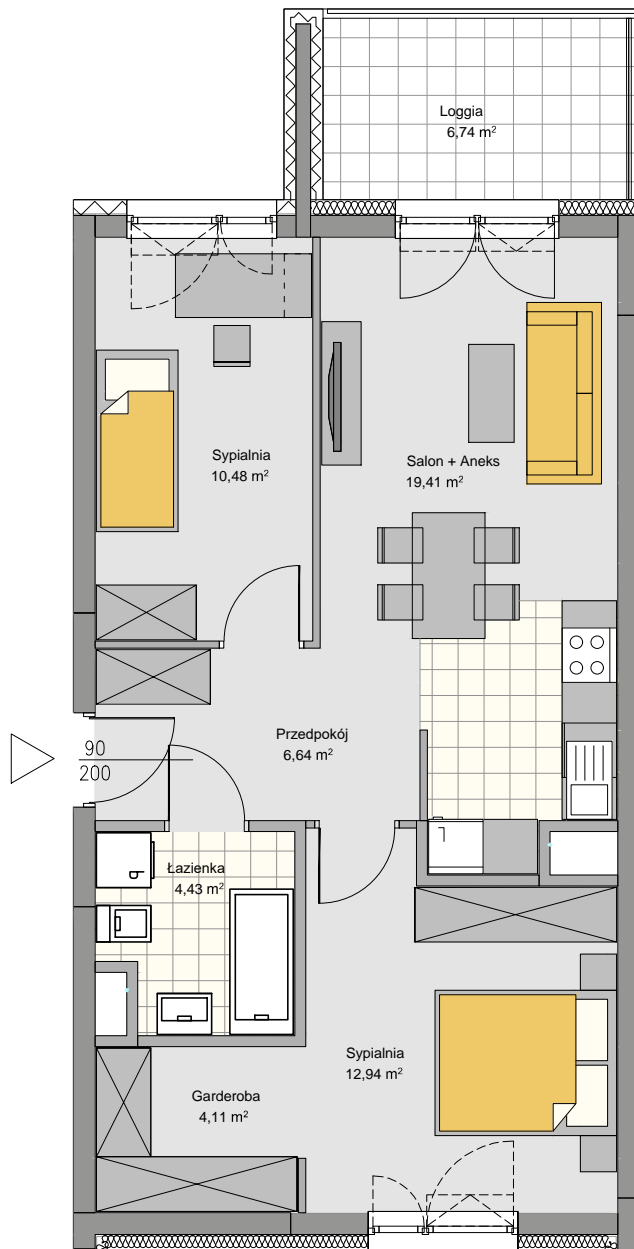 Loggia
6,74 m²
Sypialnia
10,48 m²
Salon + Aneks
19,41 m²
Przedpokój
6,64 m²
90
200
Łazienka
4,43 m²
Sypialnia
12,94 m²
Garderoba
4,11 m²